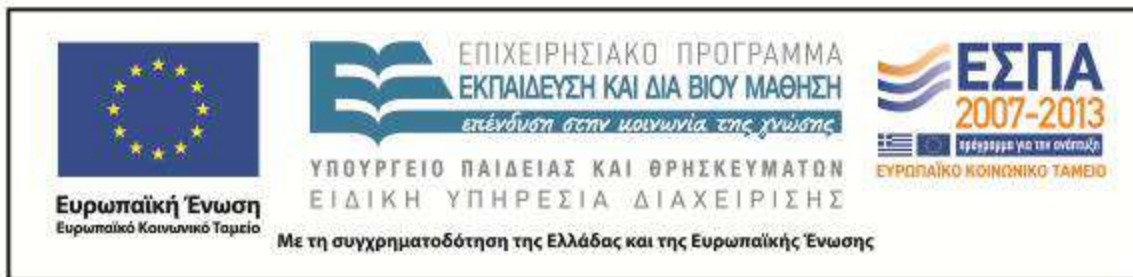 ΕΠΙΧΕΙΡΗΣΙΑΚΟ ΠΡΟΓΡΑΜΜΑ
ΕΚΠΑΙΔΕΥΣΗ ΚΑΙ ΔΙΑ ΒΙΟΥ ΜΑΘΗΣΗ
επένδυση στην κοινωνία της γνώσης
ΥΠΟΥΡΓΕΙΟ ΠΑΙΔΕΙΑΣ ΚΑΙ ΘΡΗΣΚΕΥΜΑΤΩΝ
ΕΙΔΙΚΗ ΥΠΗΡΕΣΙΑ ΔΙΑΧΕΙΡΙΣΗΣ
Ευρωπαϊκή Ένωση
Ευρωπαϊκό Κοινωνικό Ταμείο
Με τη συγχρηματοδότηση της Ελλάδας και της Ευρωπαϊκής Ένωσης
ΕΣΠΑ
2007-2013
πρόγραμμα για την ανάπτυξη
ΕΥΡΩΠΑΪΚΟ ΚΟΙΝΩΝΙΚΟ ΤΑΜΕΙΟ